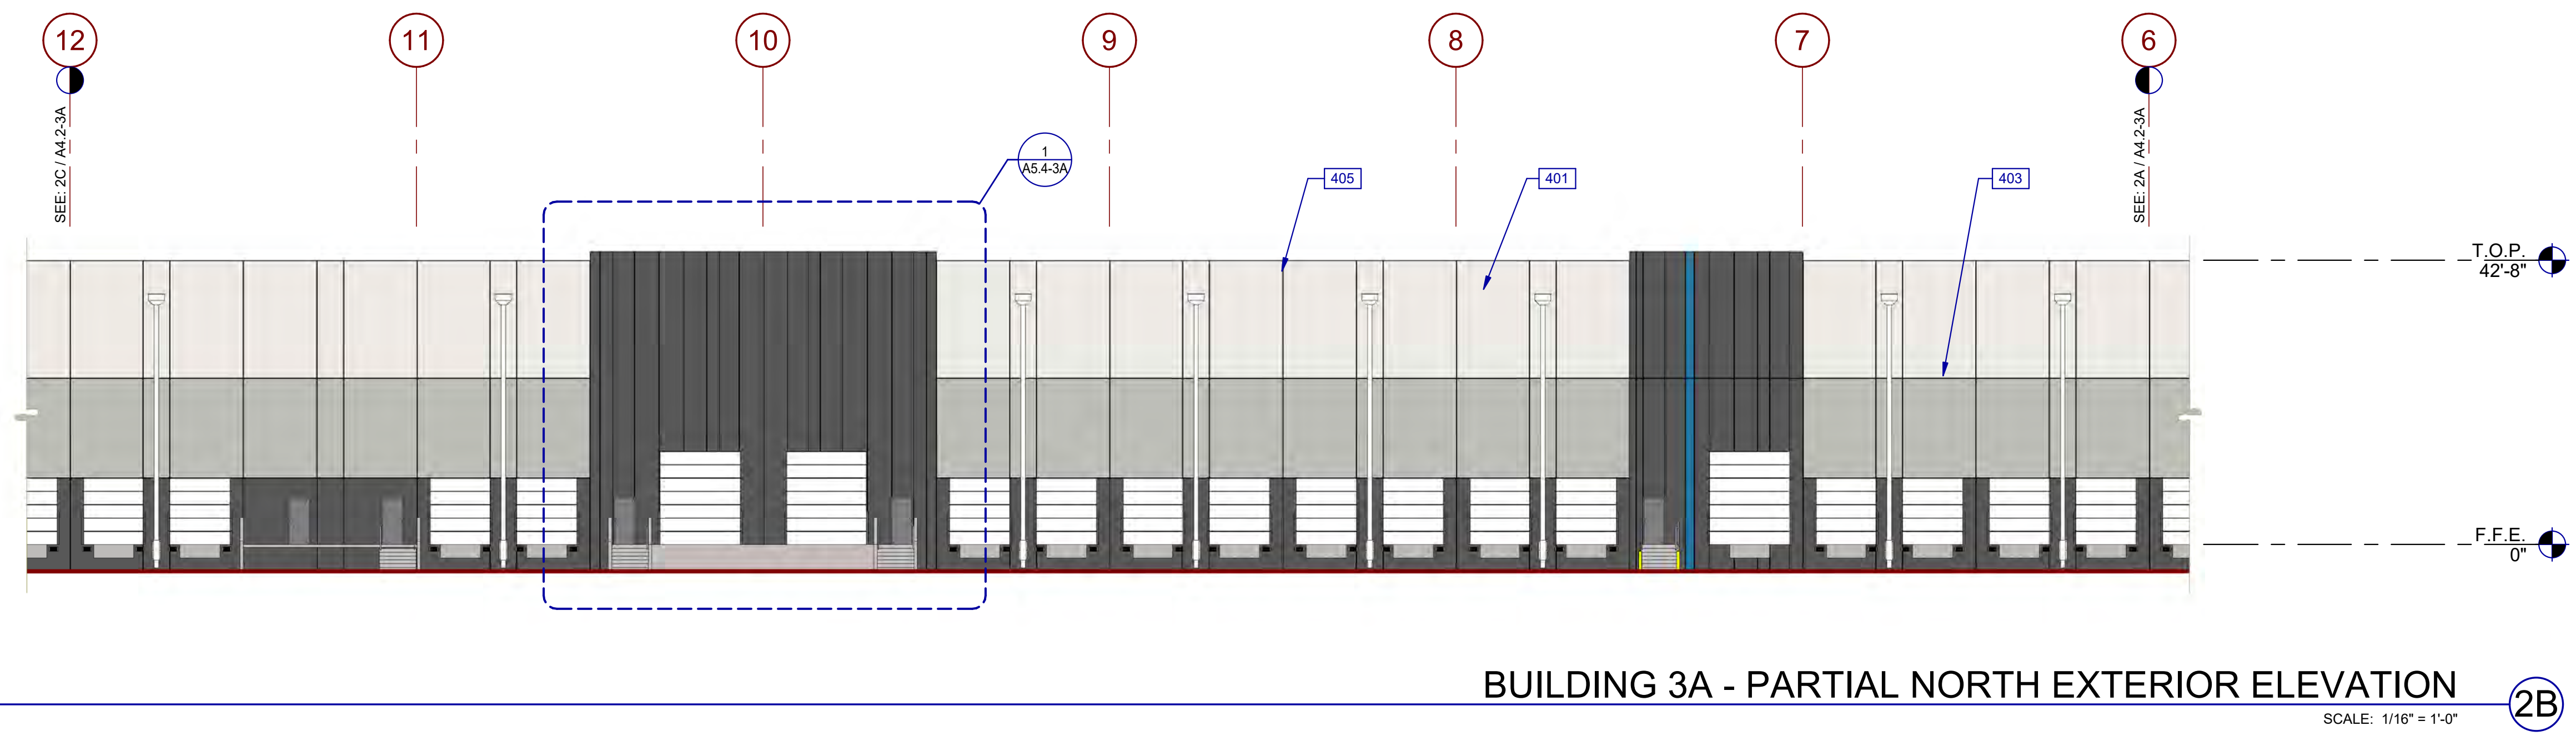 12
11
10
9
8
7
6
SEE: 2C / A4.2-3A
SEE: 2A / A4.2-3A
1
A5.4-3A
405
401
403
T.O.P.
42'-8"
F.F.E.
0"
BUILDING 3A - PARTIAL NORTH EXTERIOR ELEVATION
2B
SCALE: 1/16" = 1'-0"